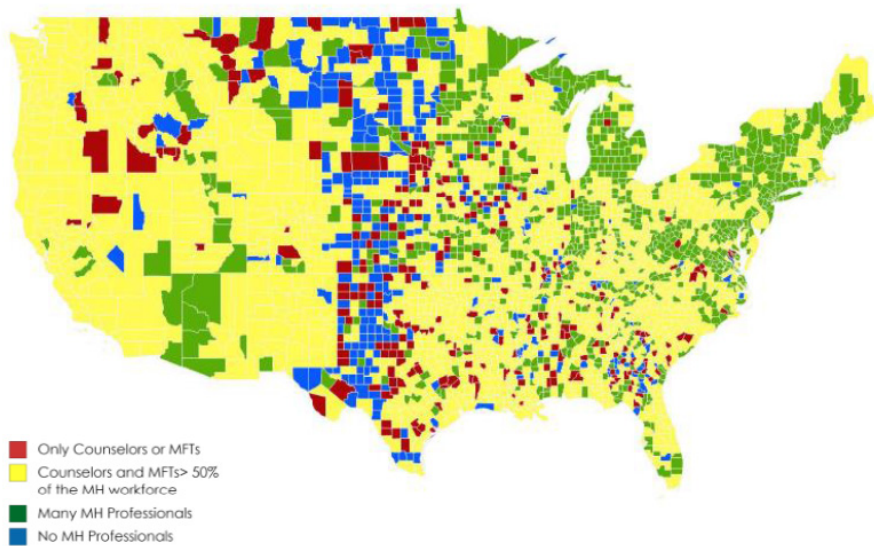 Only Counselors or MFTs
Counselors and MFTs> 50%
of the MH workforce
Many MH Professionals
No MH Professionals